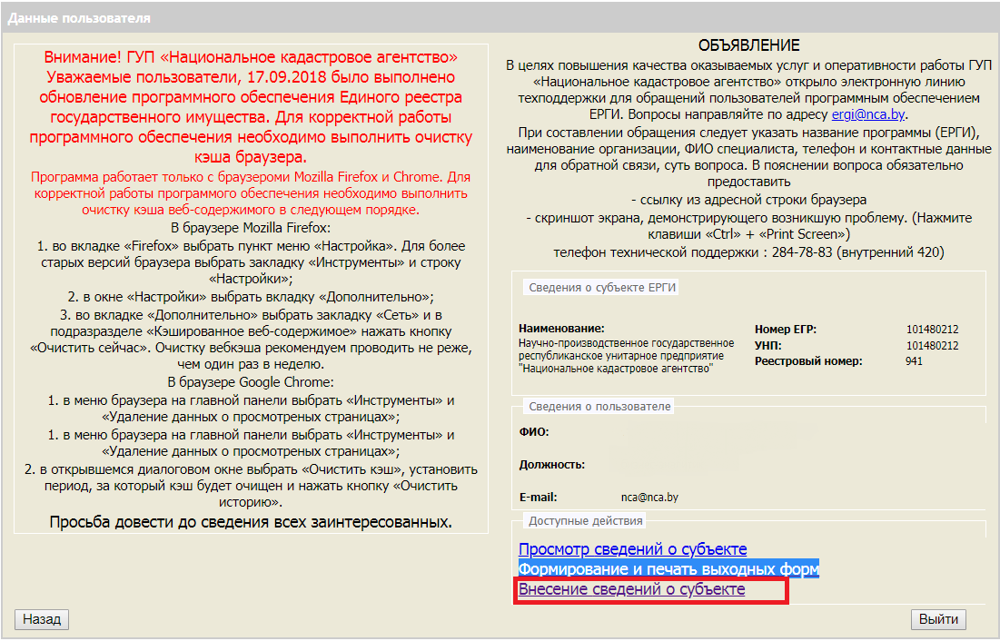 Данные пользователя
Внимание! ГУП «Национальное кадастровое агентство»
Уважаемые пользователи, 17.09.2018 было выполнено
обновление программного обеспечения Единого реестра
государственного имущества. Для корректной работы
программного обеспечения необходимо выполнить очистку
кэша браузера.
Программа работает только с браузероми Mozilla Firefox и Chrome. Для
корректной работы програмого обеспечения необходимо выполнить
очистку кэша веб-содержимого в следующем порядке.
В браузере Mozilla Firefox:
1. во вкладке «Firefox» выбрать пункт меню «Настройка». Для более
старых версий браузера выбрать закладку «Инструменты» и строку
«Настройки»;
2. в окне «Настройки» выбрать вкладку «Дополнительно»;
3. во вкладке «Дополнительно» выбрать закладку «Сеть» и в
подразразделе «Кэшированное веб-содержимое» нажать кнопку
«Очистить сейчас». Очистку вебкэша рекомендуем проводить не реже,
чем один раз в неделю.
В браузере Google Chrome:
1. в меню браузера на главной панели выбрать «Инструменты» и
«Удаление данных о просмотреных страницах»;
1. в меню браузера на главной панели выбрать «Инструменты» и
«Удаление данных о просмотреных страницах»;
2. в открывшемся диалоговом окне выбрать «Очистить кэш», установить
период, за который кэш будет очищен и нажать кнопку «Очистить
историю».
Просьба довести до сведения всех заинтересованных.
ОБЪЯВЛЕНИЕ
В целях повышения качества оказываемых услуг и оперативности работы ГУП
«Национальное кадастровое агентство» открыло электронную линию
техподдержки для обращений пользователей программным обеспечением
ЕРГИ. Вопросы направляйте по адресу ergi@nca.by.
При составлении обращения следует указать название программы (ЕРГИ),
наименование организации, ФИО специалиста, телефон и контактные данные
для обратной связи, суть вопроса. В пояснении вопроса обязательно
предоставить
- ссылку из адресной строки браузера
- скриншот экрана, демонстрирующего возникшую проблему. (Нажмите
клавиши «Ctrl» + «Print Screen»)
телефон технической поддержки : 284-78-83 (внутренний 420)
Сведения о субъекте ЕРГИ
Наименование:
Научно-производственное государственное
республиканское унитарное предприятие
"Национальное кадастровое агентство"
Номер ЕГР: 101480212
УНП: 101480212
Реестровый номер: 941
Сведения о пользователе
ФИО:
Должность:
E-mail: nca@nca.by
Доступные действия
Просмотр сведений о субъекте
Формирование и печать выходных форм
Внесение сведений о субъекте
Назад
Выйти